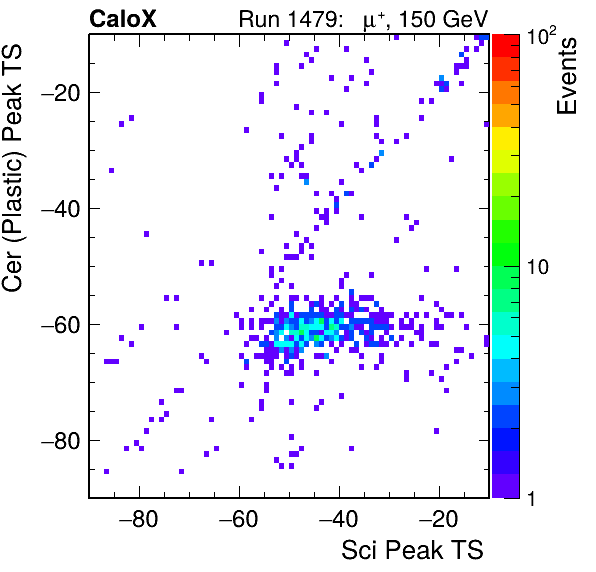 CaloX Run 1479: μ⁺, 150 GeV
10²
10
1
Events
Cer (Plastic) Peak TS
−20
−40
−60
−80
−80 −60 −40 −20
Sci Peak TS